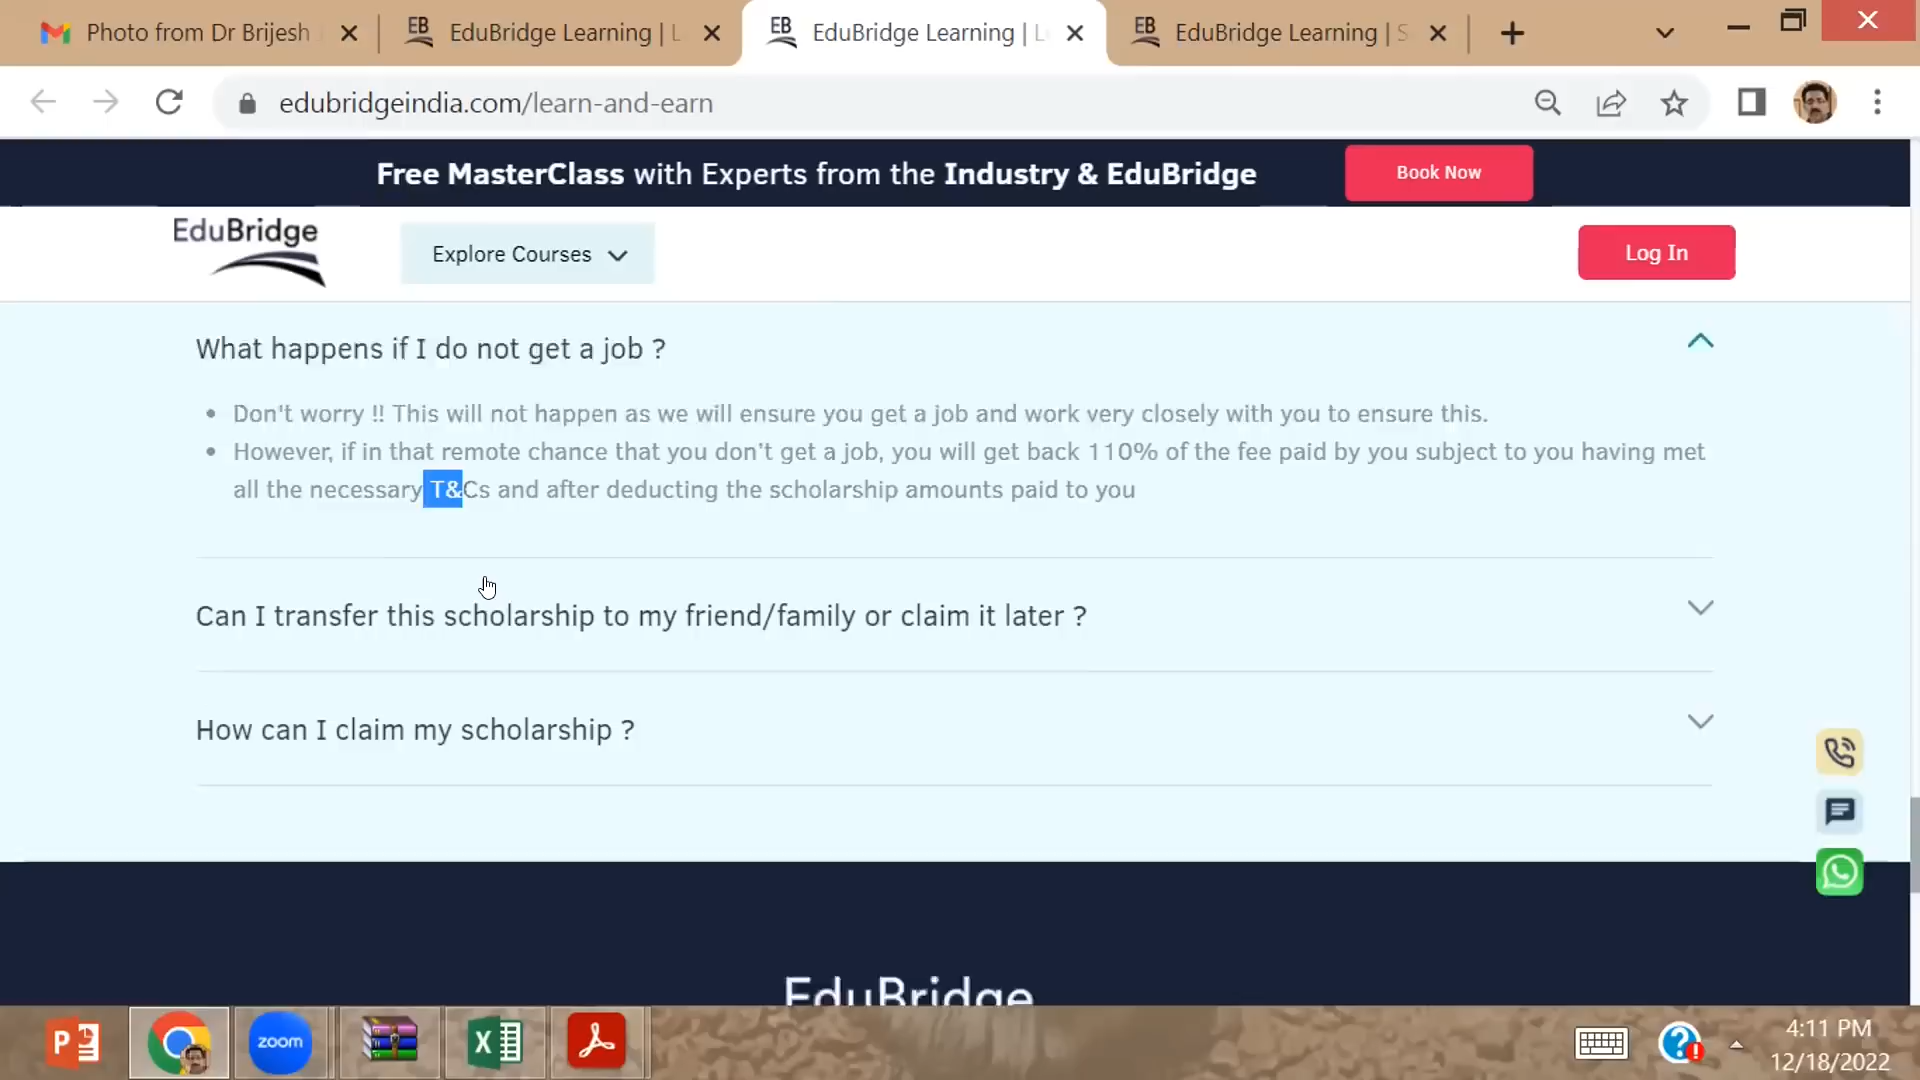 Photo from Dr Brijesh
EduBridge Learning | L
EduBridge Learning | L
EduBridge Learning | S
edubridgeindia.com/learn-and-earn
Free MasterClass with Experts from the Industry & EduBridge
Book Now
EduBridge
Explore Courses
Log In
What happens if I do not get a job ?
• Don't worry !! This will not happen as we will ensure you get a job and work very closely with you to ensure this.
• However, if in that remote chance that you don't get a job, you will get back 110% of the fee paid by you subject to you having met
all the necessary T&Cs and after deducting the scholarship amounts paid to you
Can I transfer this scholarship to my friend/family or claim it later ?
How can I claim my scholarship ?
EduBridge
zoom
4:11 PM
12/18/2022